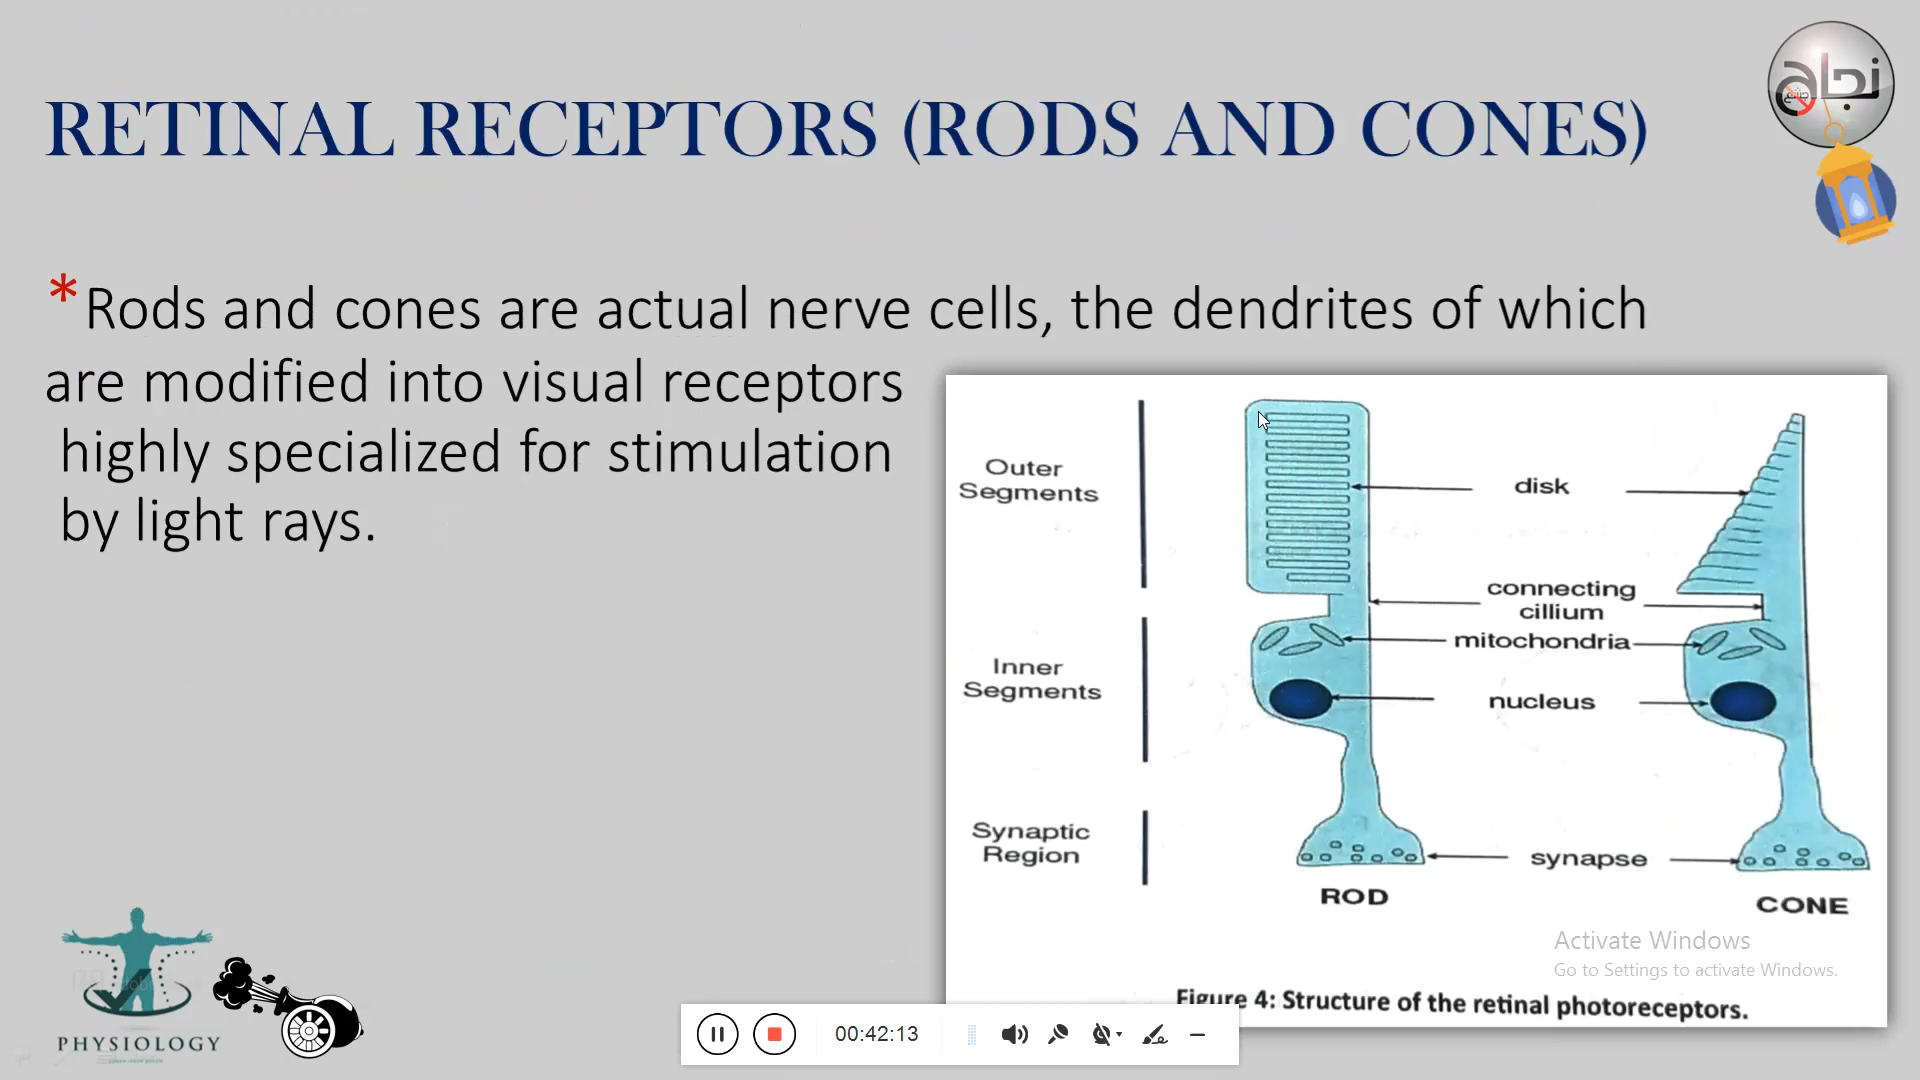 RETINAL RECEPTORS (RODS AND CONES)
*Rods and cones are actual nerve cells, the dendrites of which
are modified into visual receptors
highly specialized for stimulation
by light rays.
Outer
Segments
disk
connecting
cillium
mitochondria
Inner
Segments
nucleus
Synaptic
Region
synapse
ROD
CONE
Activate Windows
Go to Settings to activate Windows.
Figure 4: Structure of the retinal photoreceptors.
PHYSIOLOGY
00:42:13